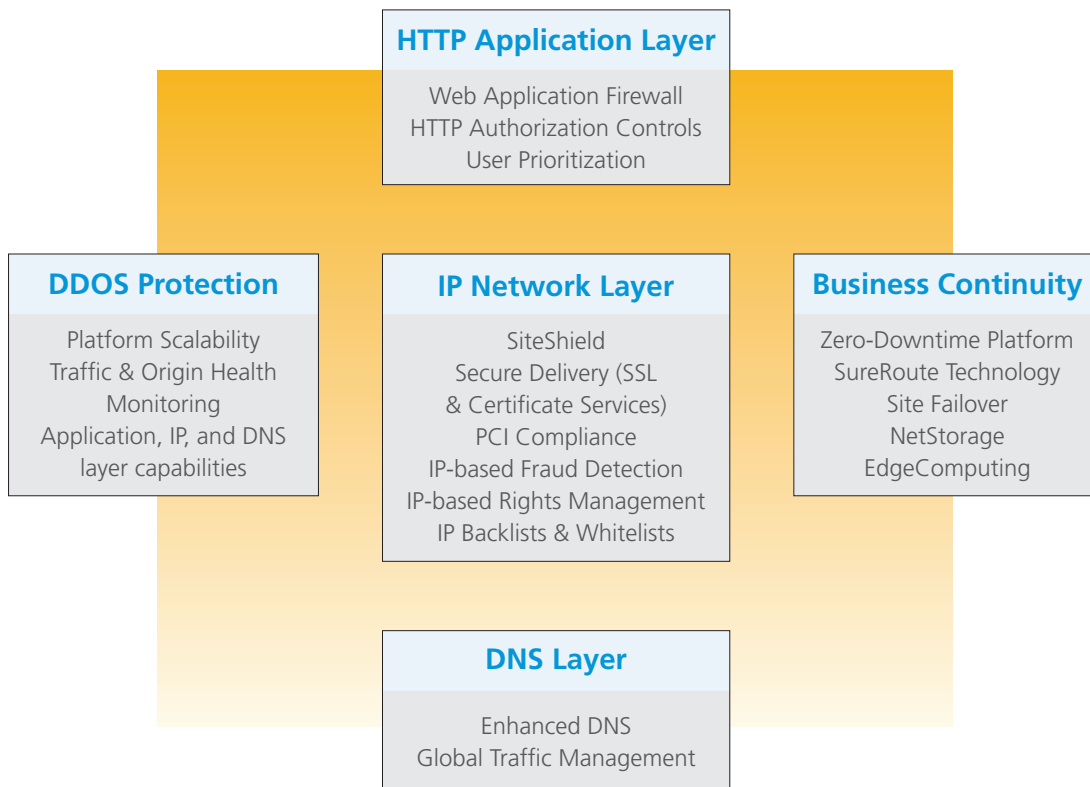 HTTP Application Layer
Web Application Firewall
HTTP Authorization Controls
User Prioritization
DDOS Protection
Platform Scalability
Traffic & Origin Health
Monitoring
Application, IP, and DNS
layer capabilities
IP Network Layer
SiteShield
Secure Delivery (SSL
& Certificate Services)
PCI Compliance
IP-based Fraud Detection
IP-based Rights Management
IP Backlists & Whitelists
Business Continuity
Zero-Downtime Platform
SureRoute Technology
Site Failover
NetStorage
EdgeComputing
DNS Layer
Enhanced DNS
Global Traffic Management